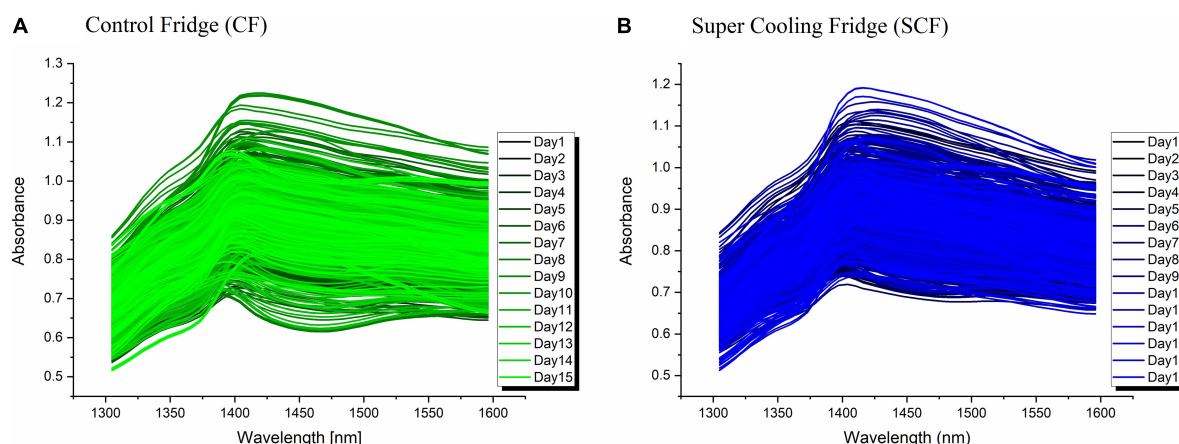 A Control Fridge (CF)
1.3
1.2
1.1
1.0
0.9
0.8
0.7
0.6
0.5
Absorbance
1300 1350 1400 1450 1500 1550 1600
Wavelength [nm]
Day1
Day2
Day3
Day4
Day5
Day6
Day7
Day8
Day9
Day10
Day11
Day12
Day13
Day14
Day15
B Super Cooling Fridge (SCF)
1.2
1.1
1.0
0.9
0.8
0.7
0.6
0.5
Absorbance
1300 1350 1400 1450 1500 1550 1600
Wavelength (nm)
Day1
Day2
Day3
Day4
Day5
Day6
Day7
Day8
Day9
Day1
Day1
Day1
Day1
Day1
Day1